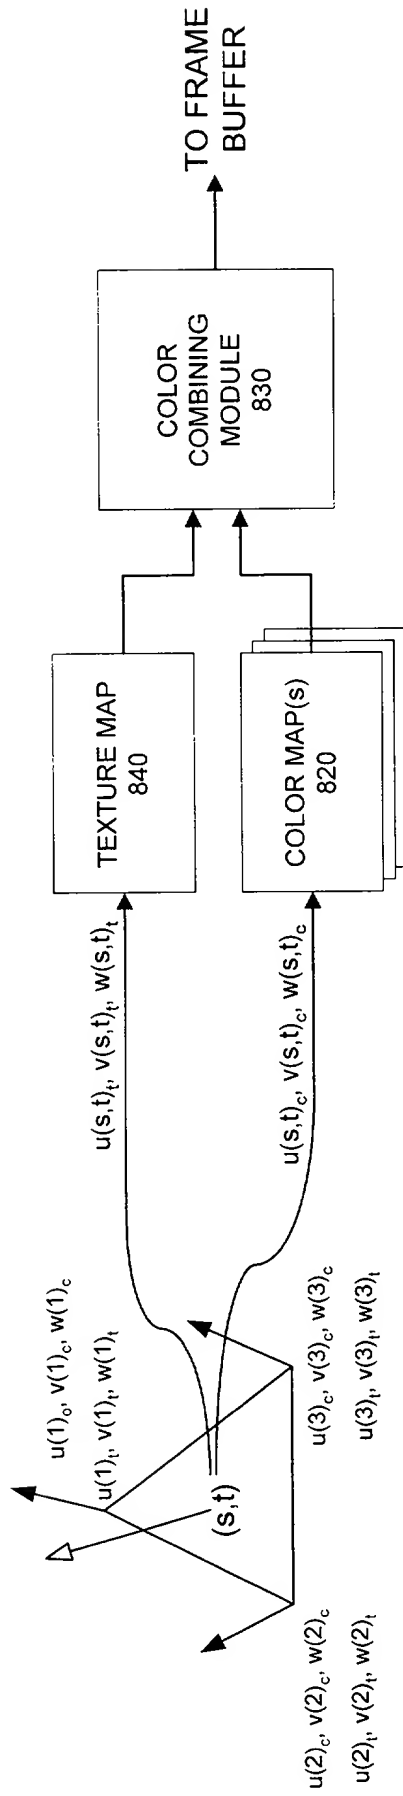 u(1)ₒ, v(1)꜀, w(1)꜀
u(1)ₜ, v(1)ₜ, w(1)ₜ
(s,t)
u(2)꜀, v(2)꜀, w(2)꜀
u(2)ₜ, v(2)ₜ, w(2)ₜ
u(3)꜀, v(3)꜀, w(3)꜀
u(3)ₜ, v(3)ₜ, w(3)ₜ
u(s,t)ₜ, v(s,t)ₜ, w(s,t)ₜ
u(s,t)꜀, v(s,t)꜀, w(s,t)꜀
TEXTURE MAP
840
COLOR MAP(s)
820
COLOR
COMBINING
MODULE
830
TO FRAME
BUFFER